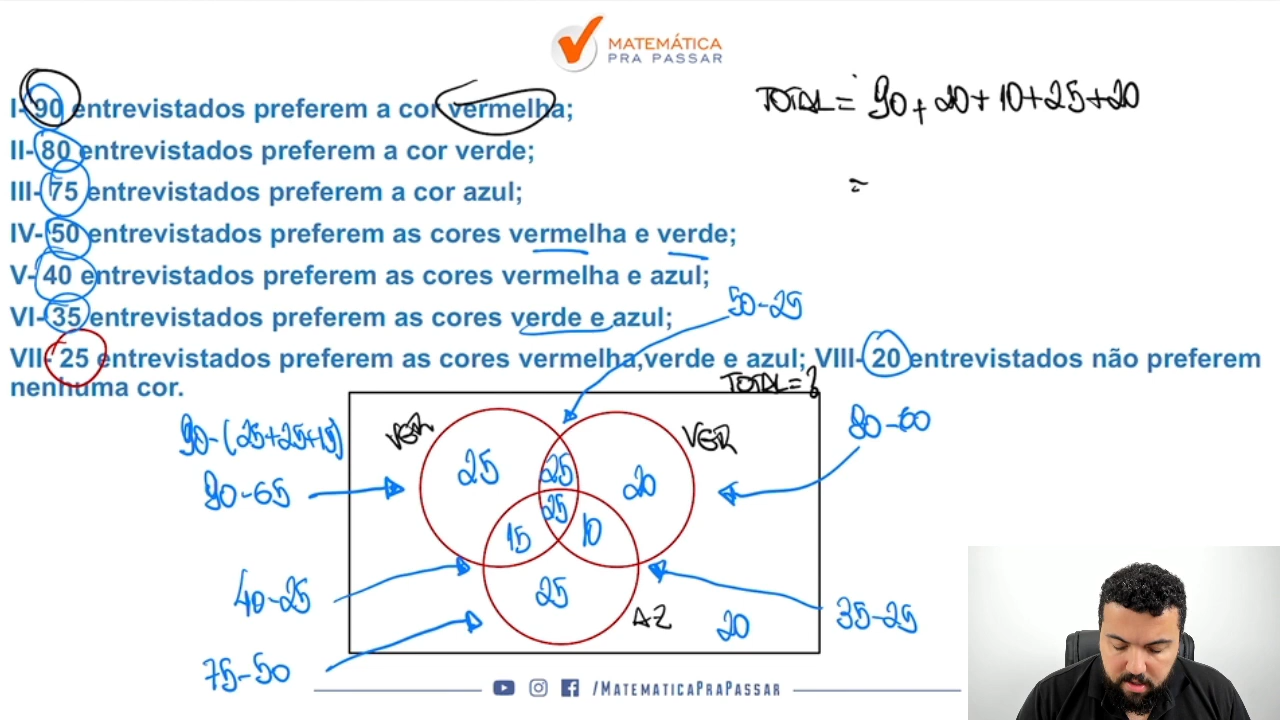 MATEMÁTICA
PRA PASSAR
I- 90 entrevistados preferem a cor vermelha;
TOTAL = 90 + 20 + 10 + 25 + 20
II- 80 entrevistados preferem a cor verde;
III- 75 entrevistados preferem a cor azul;
=
IV- 50 entrevistados preferem as cores vermelha e verde;
V- 40 entrevistados preferem as cores vermelha e azul;
50-25
VI- 35 entrevistados preferem as cores verde e azul;
VII- 25 entrevistados preferem as cores vermelha,verde e azul; VIII- 20 entrevistados não preferem
nenhuma cor.
TOTAL = ?
90-(25+25+15)
VER
VER
80-60
90-65
25
25
20
25
15
10
40-25
25
AZ
20
35-25
75-50
/MatematicaPraPassar